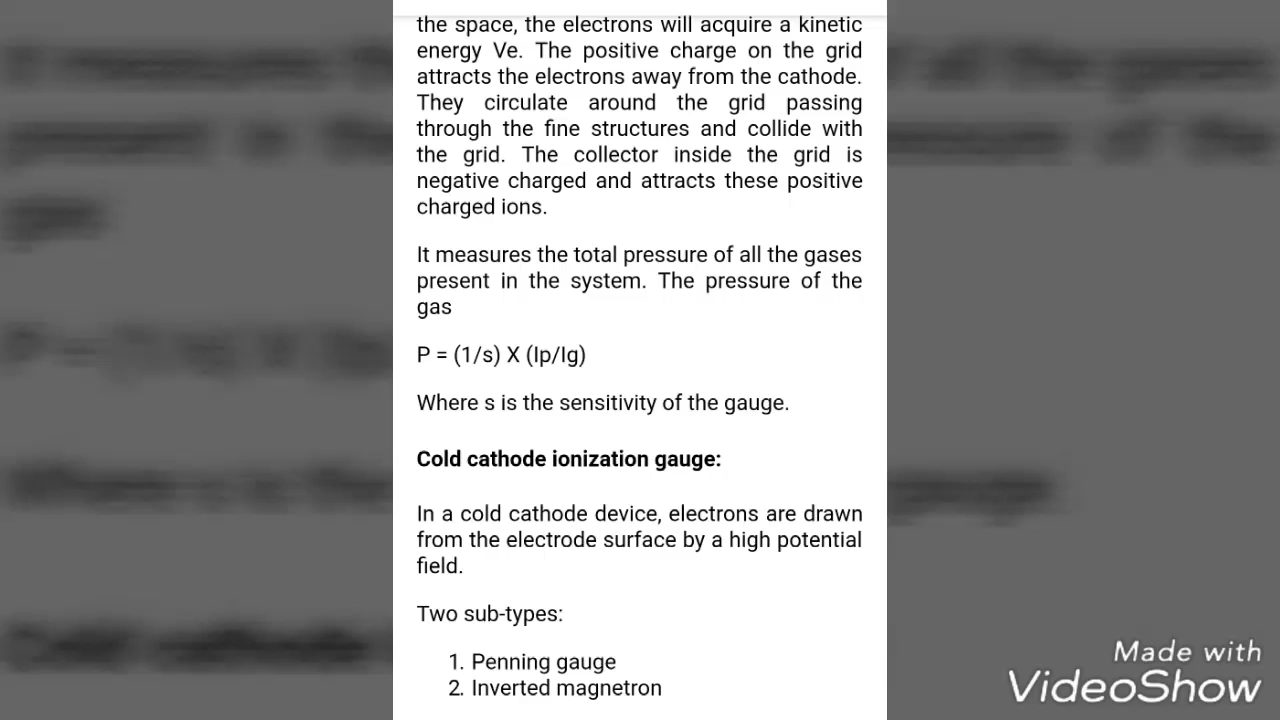 the space, the electrons will acquire a kinetic
energy Ve. The positive charge on the grid
attracts the electrons away from the cathode.
They circulate around the grid passing
through the fine structures and collide with
the grid. The collector inside the grid is
negative charged and attracts these positive
charged ions.
It measures the total pressure of all the gases
present in the system. The pressure of the
gas
P = (1/s) X (Ip/Ig)
Where s is the sensitivity of the gauge.
Cold cathode ionization gauge:
In a cold cathode device, electrons are drawn
from the electrode surface by a high potential
field.
Two sub-types:
1. Penning gauge
2. Inverted magnetron
Made with
VideoShow